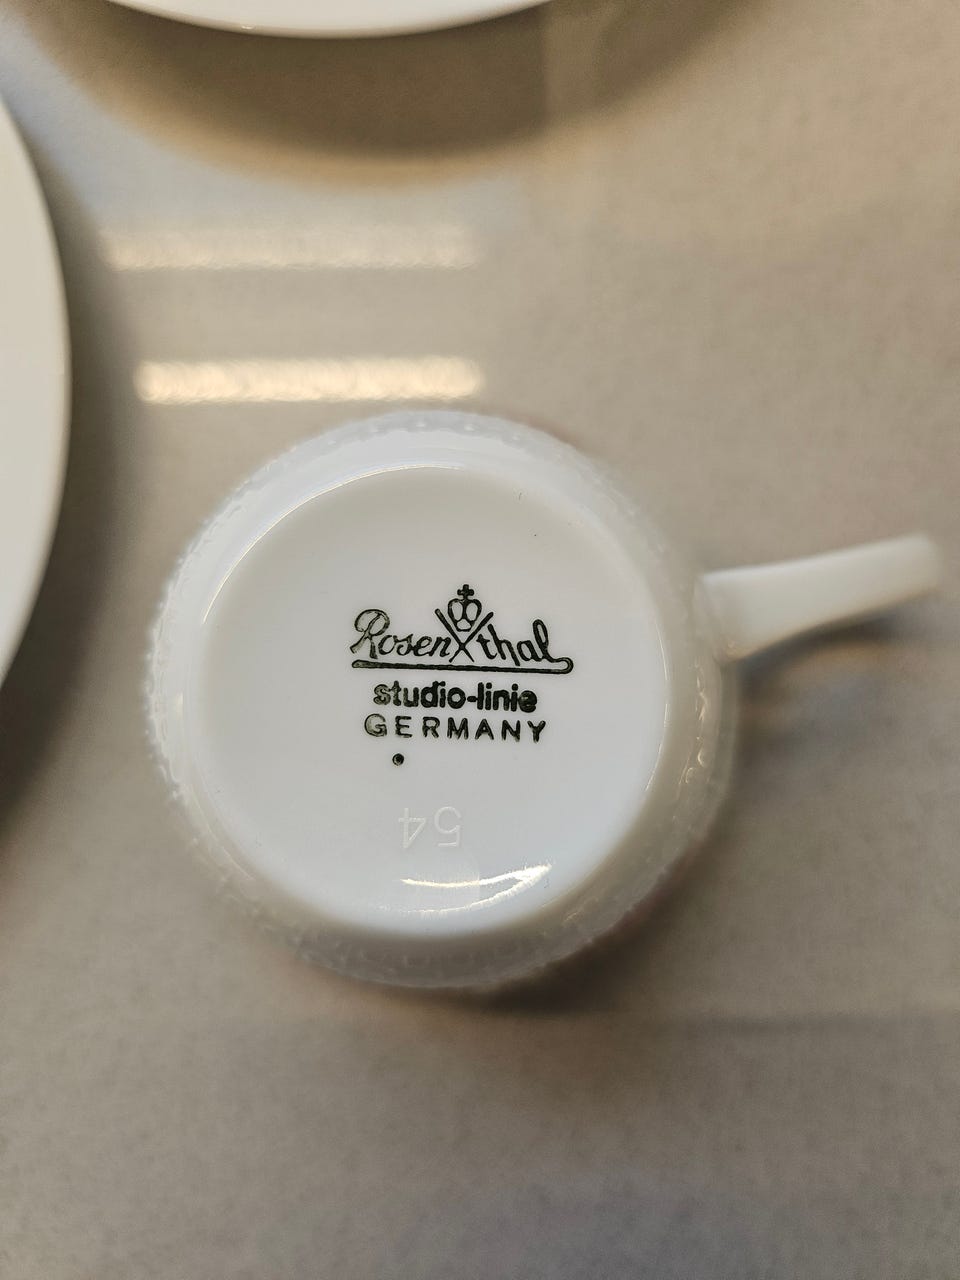 Rosenthal
studio-linie
GERMANY
54